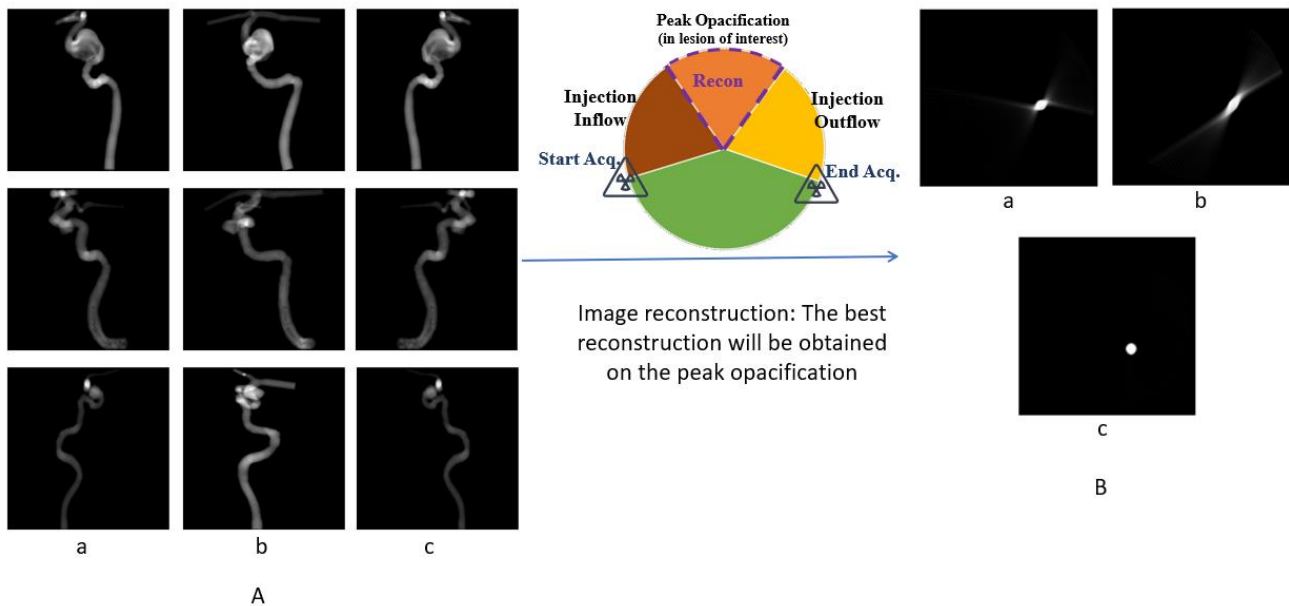 Peak Opacification
(in lesion of interest)
Recon
Injection
Inflow
Injection
Outflow
Start Acq.
End Acq.
Image reconstruction: The best
reconstruction will be obtained
on the peak opacification
a
b
c
A
a
b
c
B